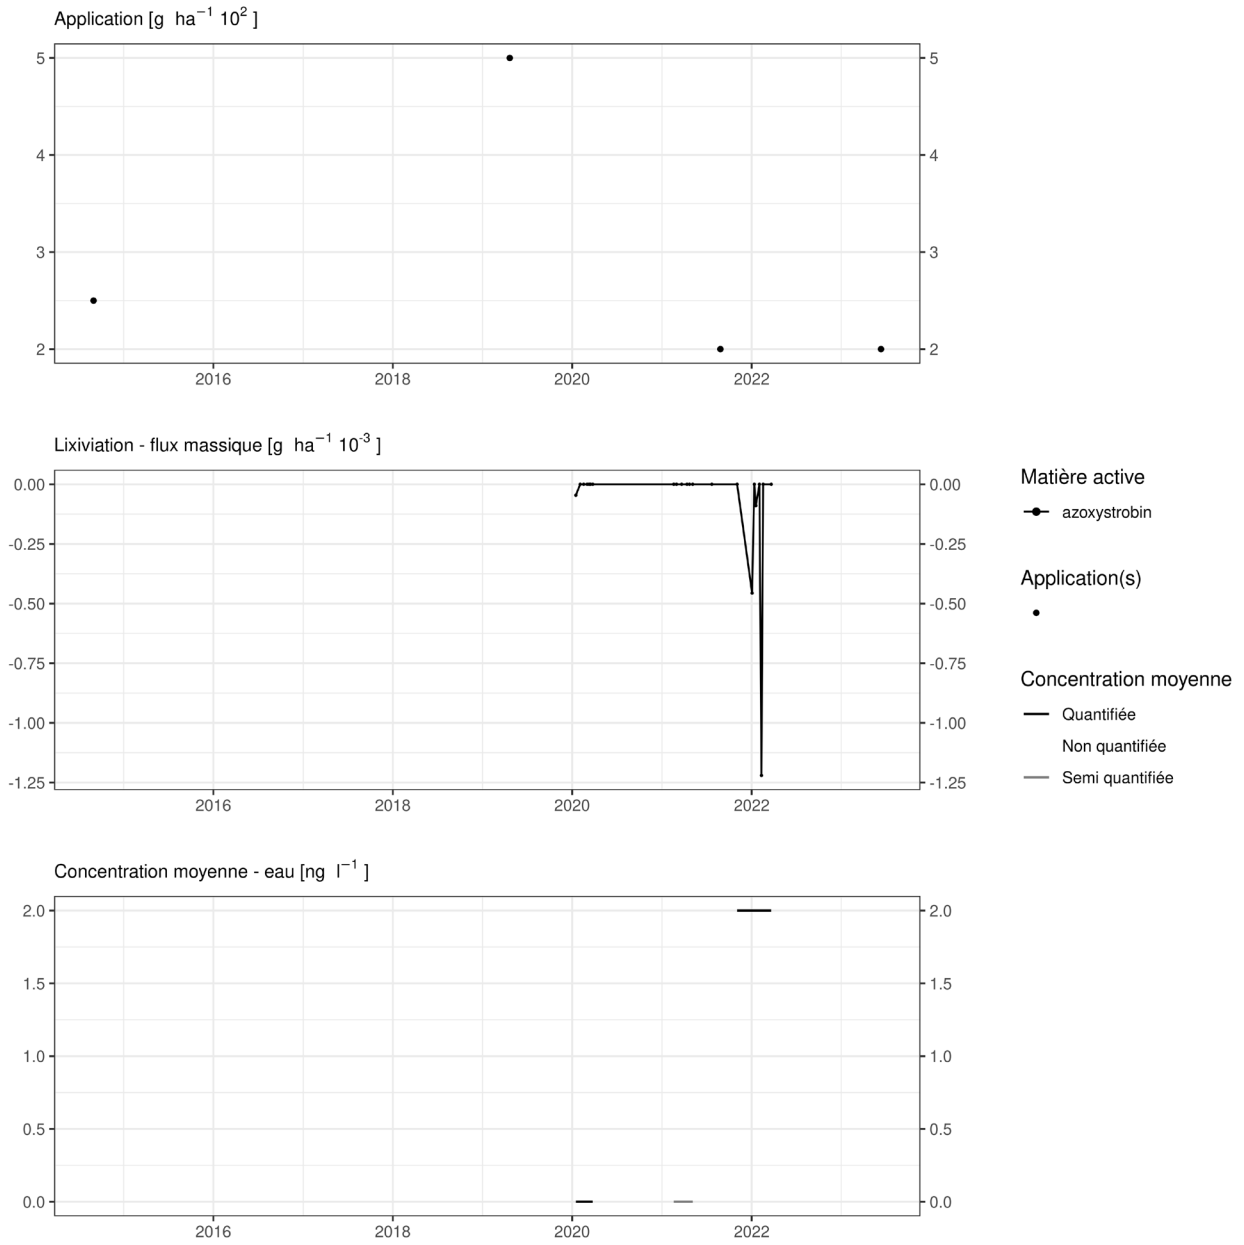 Application [g ha⁻¹ 10² ]
5 5
4 4
3 3
2 2
2016 2018 2020 2022
Lixiviation - flux massique [g ha⁻¹ 10⁻³ ]
0.00 0.00
-0.25 -0.25
-0.50 -0.50
-0.75 -0.75
-1.00 -1.00
-1.25 -1.25
2016 2018 2020 2022
Matière active
azoxystrobin
Application(s)
Concentration moyenne
Quantifiée
Non quantifiée
Semi quantifiée
Concentration moyenne - eau [ng l⁻¹ ]
2.0 2.0
1.5 1.5
1.0 1.0
0.5 0.5
0.0 0.0
2016 2018 2020 2022